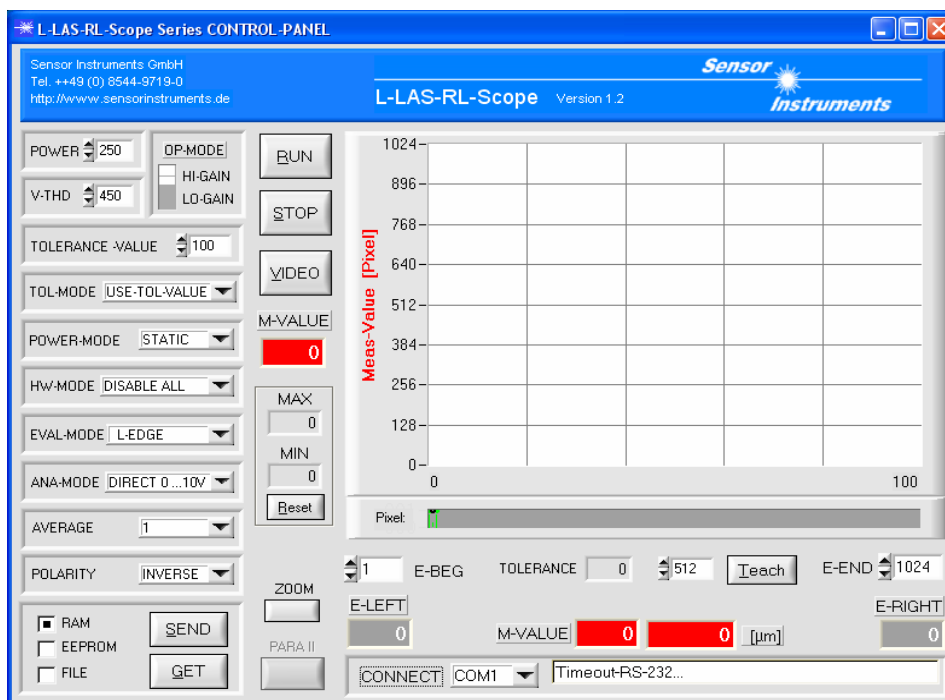 L-LAS-RL-Scope Series CONTROL-PANEL
Sensor Instruments GmbH
Tel. ++49 (0) 8544-9719-0
http://www.sensorinstruments.de
L-LAS-RL-Scope Version 1.2
Sensor
Instruments
POWER 250
OP-MODE
HI-GAIN
LO-GAIN
V-THD 450
TOLERANCE -VALUE 100
TOL-MODE USE-TOL-VALUE
POWER-MODE STATIC
HW-MODE DISABLE ALL
EVAL-MODE L-EDGE
ANA-MODE DIRECT 0 ...10V
AVERAGE 1
POLARITY INVERSE
RAM
EEPROM
FILE
SEND
GET
RUN
STOP
VIDEO
M-VALUE
0
MAX
0
MIN
0
Reset
ZOOM
PARA II
Meas-Value [Pixel]
1024
896
768
640
512
384
256
128
0
0 100
Pixel:
1 E-BEG TOLERANCE 0 512 Teach E-END 1024
E-LEFT E-RIGHT
0 M-VALUE 0 0 [µm] 0
CONNECT COM1 Timeout-RS-232...